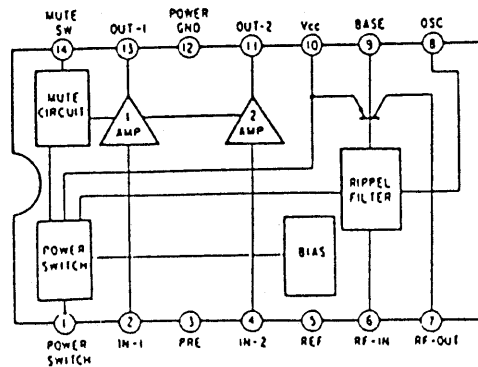 MUTE SW
OUT-1
POWER GND
OUT-2
Vcc
BASE
OSC
14
13
12
11
10
9
8
MUTE CIRCUIT
1 AMP
2 AMP
RIPPEL FILTER
POWER SWITCH
BIAS
1
2
3
4
5
6
7
POWER SWITCH
IN-1
PRE
IN-2
REF
RF-IN
RF-OUT